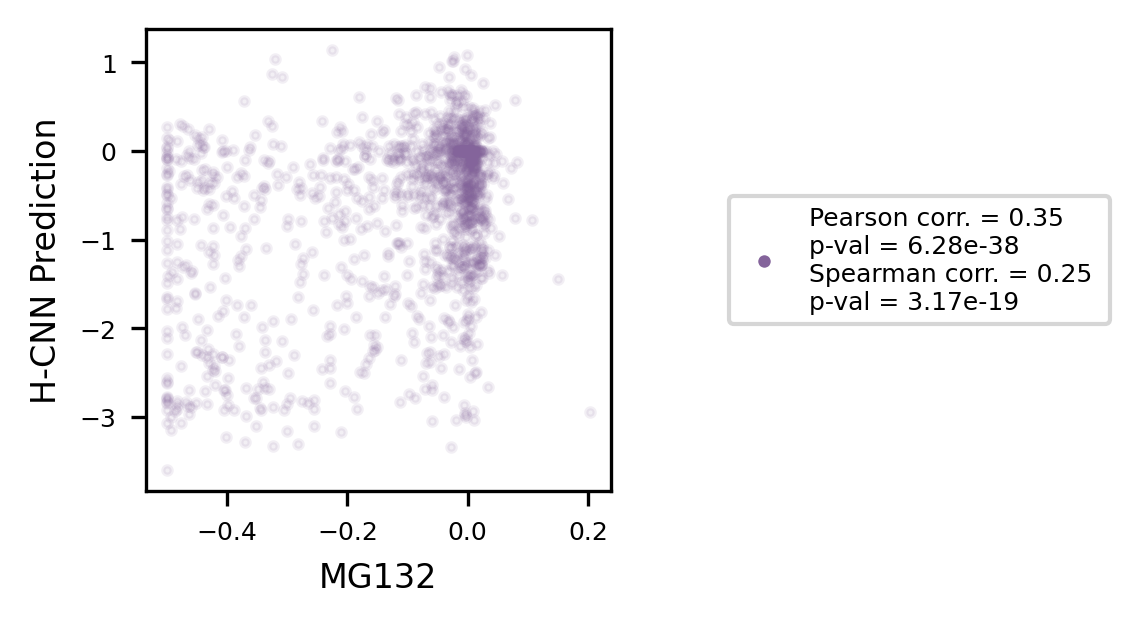 H-CNN Prediction
1
0
−1
−2
−3
−0.4
−0.2
0.0
0.2
MG132
Pearson corr. = 0.35
p-val = 6.28e-38
Spearman corr. = 0.25
p-val = 3.17e-19